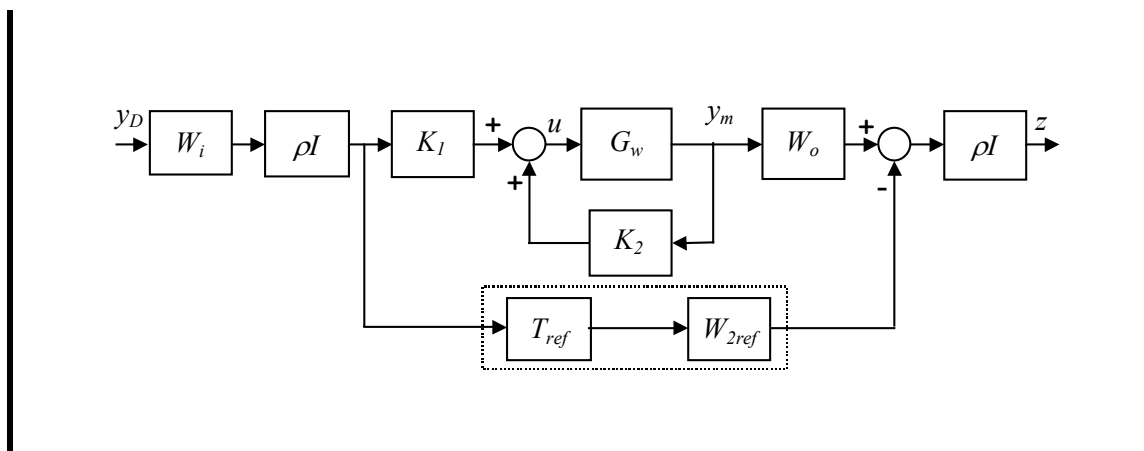 y_D
W_i
ρI
K_1
+
u
+
G_w
y_m
W_o
+
-
ρI
z
K_2
T_ref
W_2ref